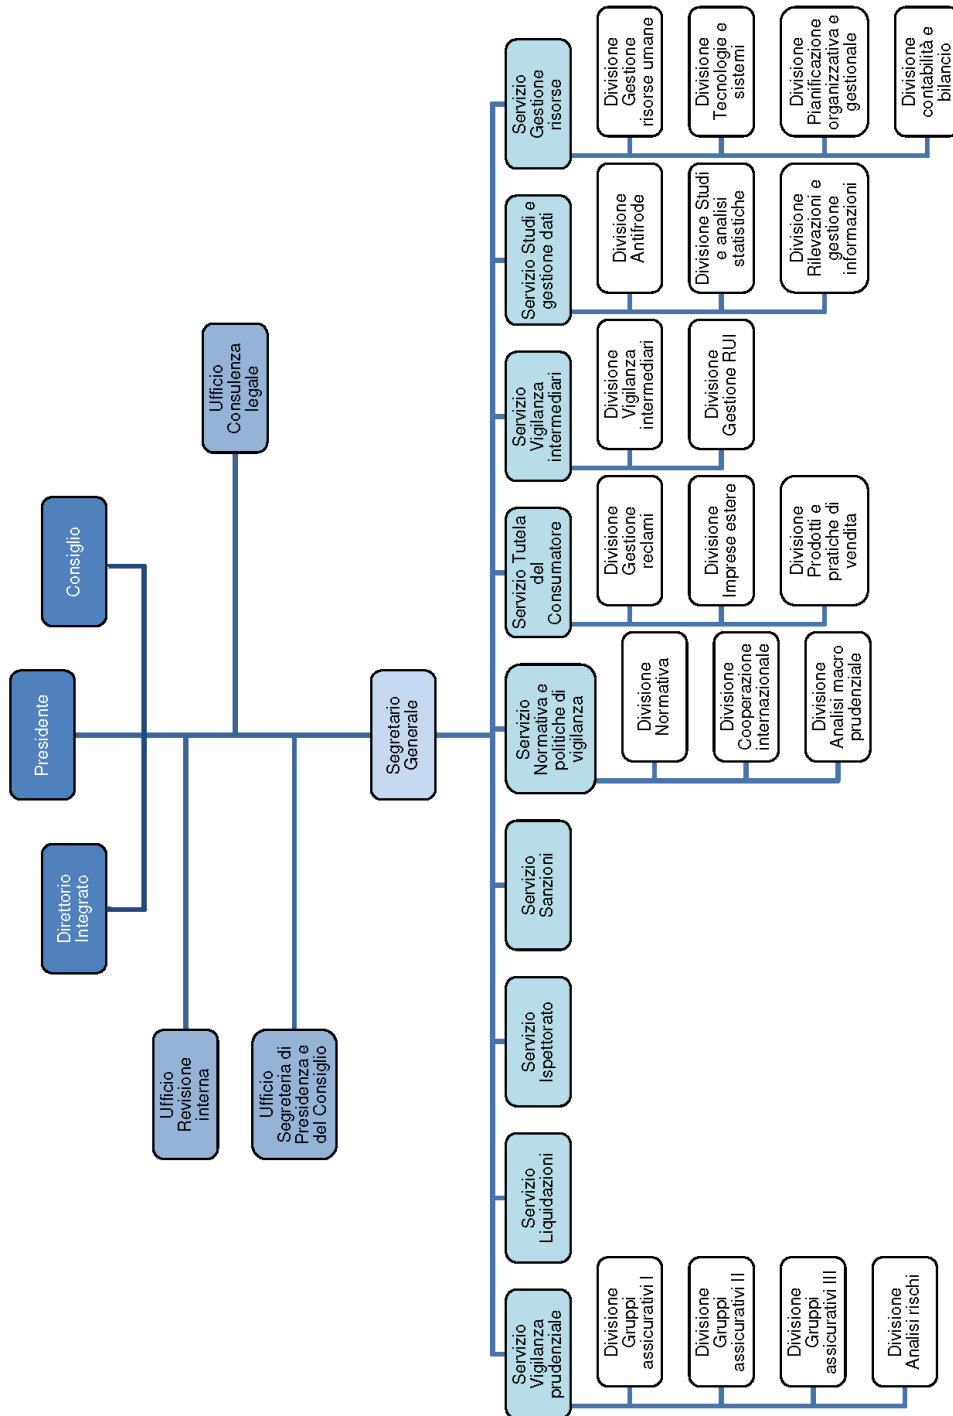 Presidente
Direttorio
Integrato
Consiglio
Ufficio
Revisione
interna
Ufficio
Consulenza
legale
Ufficio
Segreteria di
Presidenza e
del Consiglio
Segretario
Generale
Servizio
Vigilanza
prudenziale
Divisione
Gruppi
assicurativi I
Divisione
Gruppi
assicurativi II
Divisione
Gruppi
assicurativi III
Divisione
Analisi rischi
Servizio
Liquidazioni
Servizio
Ispettorato
Servizio
Sanzioni
Servizio
Normativa e
politiche di
vigilanza
Divisione
Normativa
Divisione
Cooperazione
internazionale
Divisione
Analisi macro
prudenziale
Servizio Tutela
del
Consumatore
Divisione
Gestione
reclami
Divisione
Imprese estere
Divisione
Prodotti e
pratiche di
vendita
Servizio
Vigilanza
intermediari
Divisione
Vigilanza
intermediari
Divisione
Gestione RUI
Servizio Studi e
gestione dati
Divisione
Antifrode
Divisione Studi
e analisi
statistiche
Divisione
Rilevazioni e
gestione
informazioni
Servizio
Gestione
risorse
Divisione
Gestione
risorse umane
Divisione
Tecnologie e
sistemi
Divisione
Pianificazione
organizzativa e
gestionale
Divisione
contabilità e
bilancio